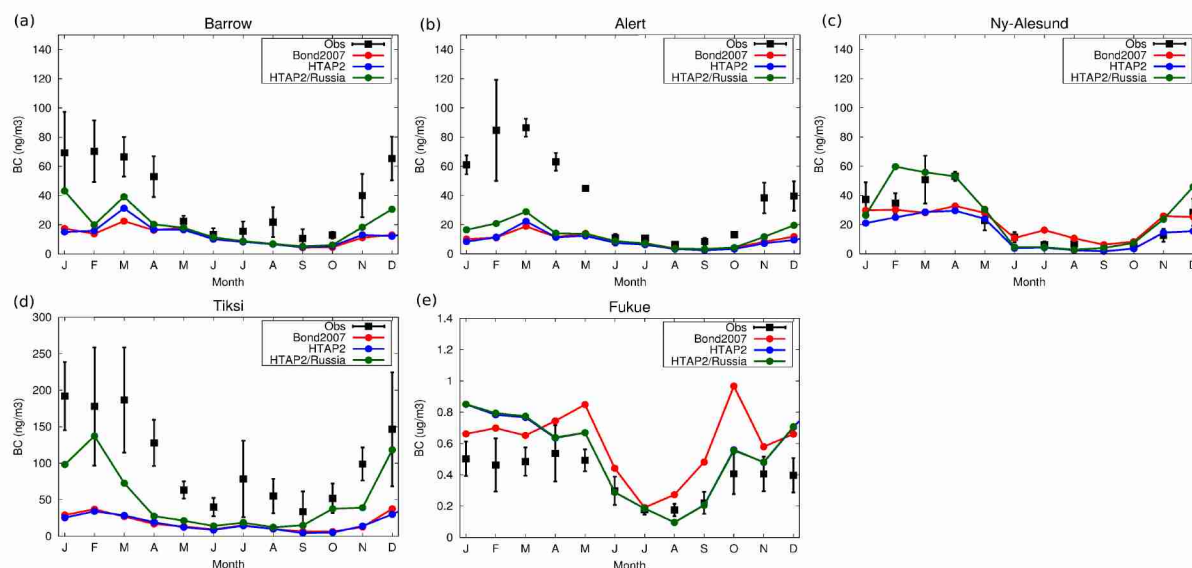 (a)
Barrow
BC (ng/m3)
140
120
100
80
60
40
20
0
Obs
Bond2007
HTAP2
HTAP2/Russia
J F M A M J J A S O N D
Month
(b)
Alert
BC (ng/m3)
140
120
100
80
60
40
20
0
Obs
Bond2007
HTAP2
HTAP2/Russia
J F M A M J J A S O N D
Month
(c)
Ny-Alesund
BC (ng/m3)
140
120
100
80
60
40
20
0
Obs
Bond2007
HTAP2
HTAP2/Russia
J F M A M J J A S O N D
Month
(d)
Tiksi
BC (ng/m3)
300
250
200
150
100
50
0
Obs
Bond2007
HTAP2
HTAP2/Russia
J F M A M J J A S O N D
Month
(e)
Fukue
BC (ug/m3)
1.4
1.2
1
0.8
0.6
0.4
0.2
0
Obs
Bond2007
HTAP2
HTAP2/Russia
J F M A M J J A S O N D
Month